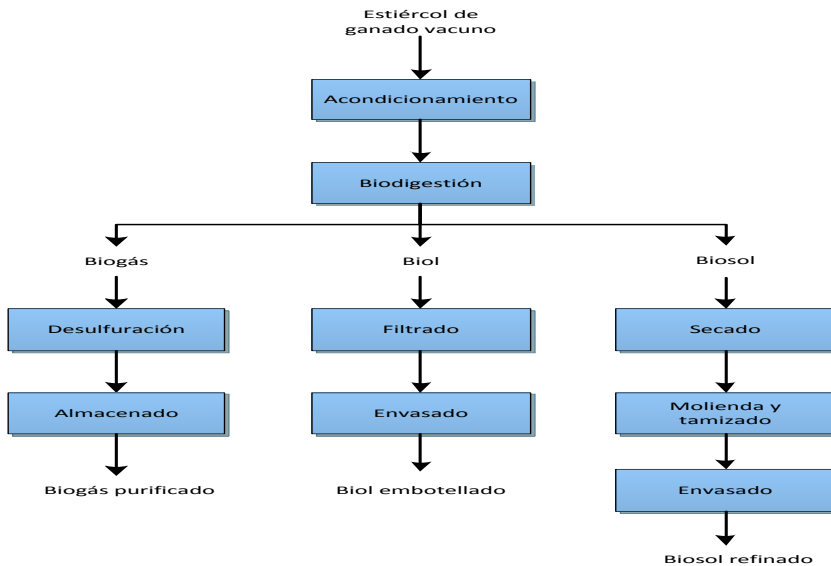 Estiércol de
ganado vacuno
Acondicionamiento
Biodigestión
Biogás
Biol
Biosol
Desulfuración
Filtrado
Secado
Almacenado
Envasado
Molienda y
tamizado
Biogás purificado
Biol embotellado
Envasado
Biosol refinado